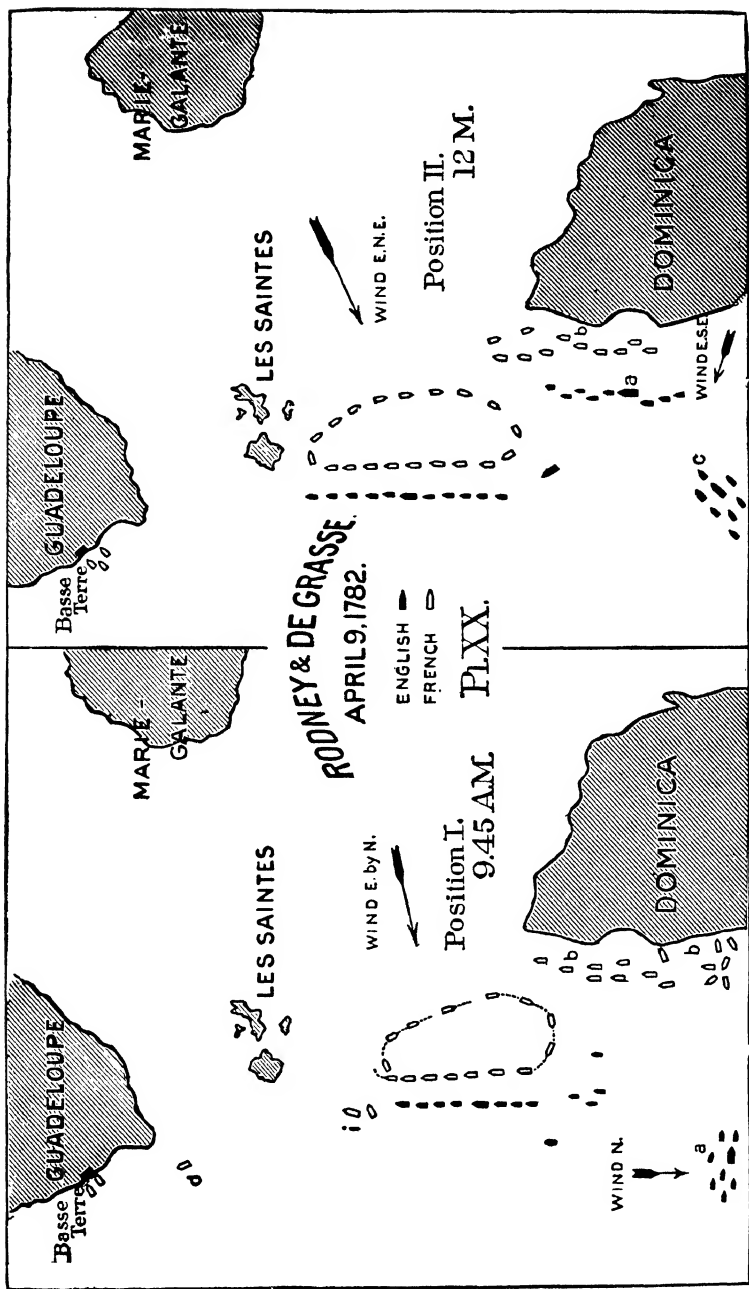 GUADELOUPE
Basse
Terre
d
MARIE-
GALANTE
LES SAINTES
WIND E. by N.
Position I.
9.45 A.M.
i
b
b
DOMINICA
WIND N.
a
RODNEY & DE GRASSE.
APRIL 9, 1782.
ENGLISH
FRENCH
PL XX.
GUADELOUPE
Basse
Terre
MARIE-
GALANTE
LES SAINTES
WIND E.N.E.
Position II.
12 M.
b
a
DOMINICA
WIND E.S.E.
c